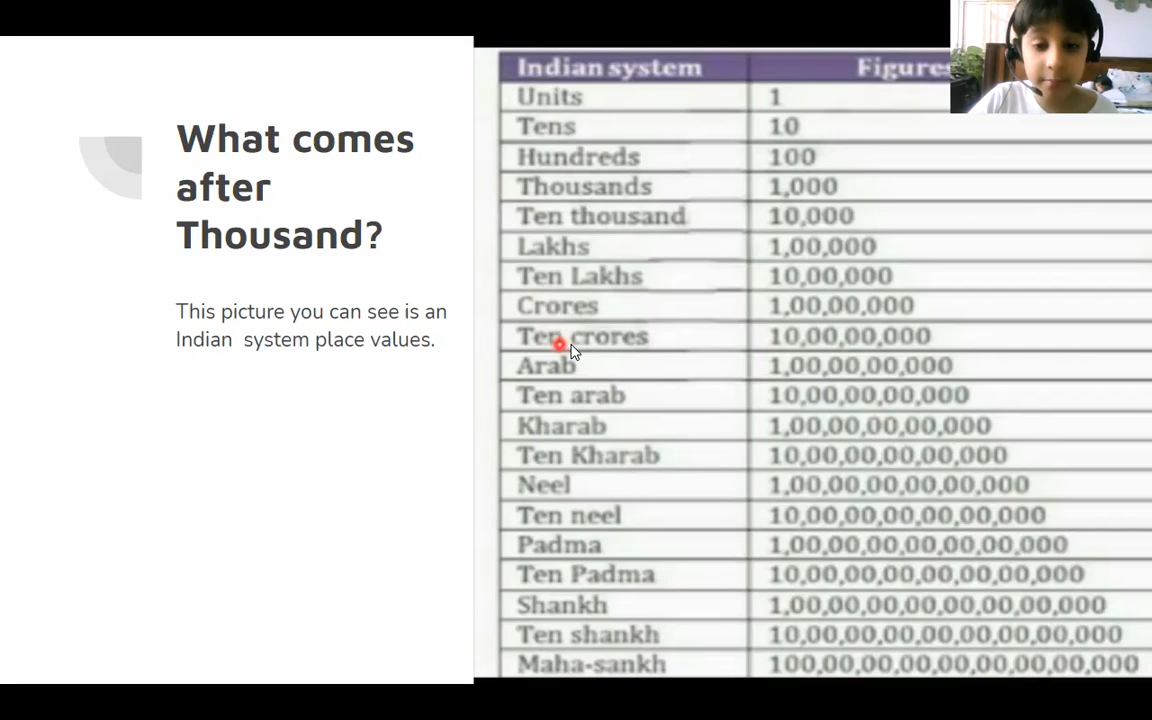 What comes
after
Thousand?
This picture you can see is an
Indian system place values.
Indian system Figures
Units 1
Tens 10
Hundreds 100
Thousands 1,000
Ten thousand 10,000
Lakhs 1,00,000
Ten Lakhs 10,00,000
Crores 1,00,00,000
Ten crores 10,00,00,000
Arab 1,00,00,00,000
Ten arab 10,00,00,00,000
Kharab 1,00,00,00,00,000
Ten Kharab 10,00,00,00,00,000
Neel 1,00,00,00,00,00,000
Ten neel 10,00,00,00,00,00,000
Padma 1,00,00,00,00,00,00,000
Ten Padma 10,00,00,00,00,00,00,000
Shankh 1,00,00,00,00,00,00,00,000
Ten shankh 10,00,00,00,00,00,00,00,000
Maha-sankh 100,00,00,00,00,00,00,00,000